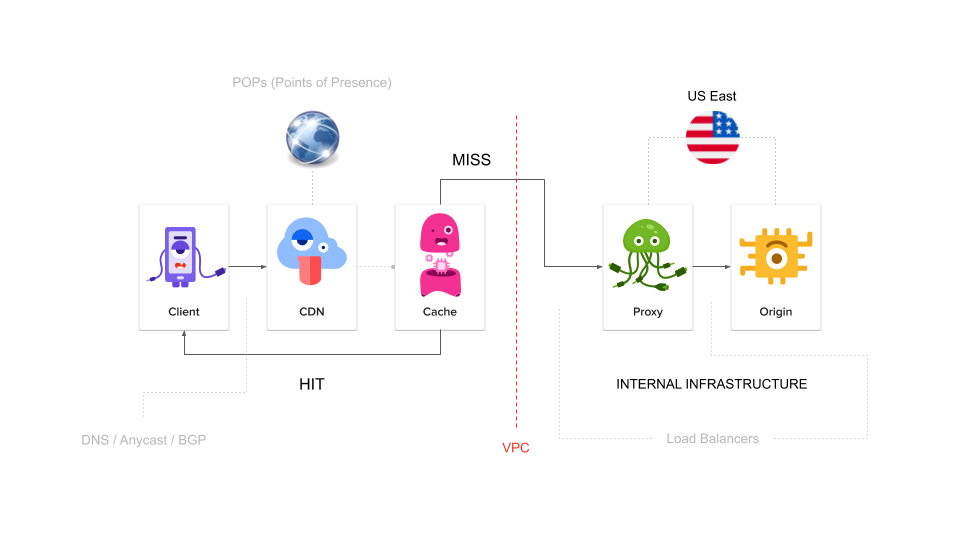 POPs (Points of Presence)
US East
MISS
Client
CDN
Cache
Proxy
Origin
HIT
INTERNAL INFRASTRUCTURE
DNS / Anycast / BGP
Load Balancers
VPC